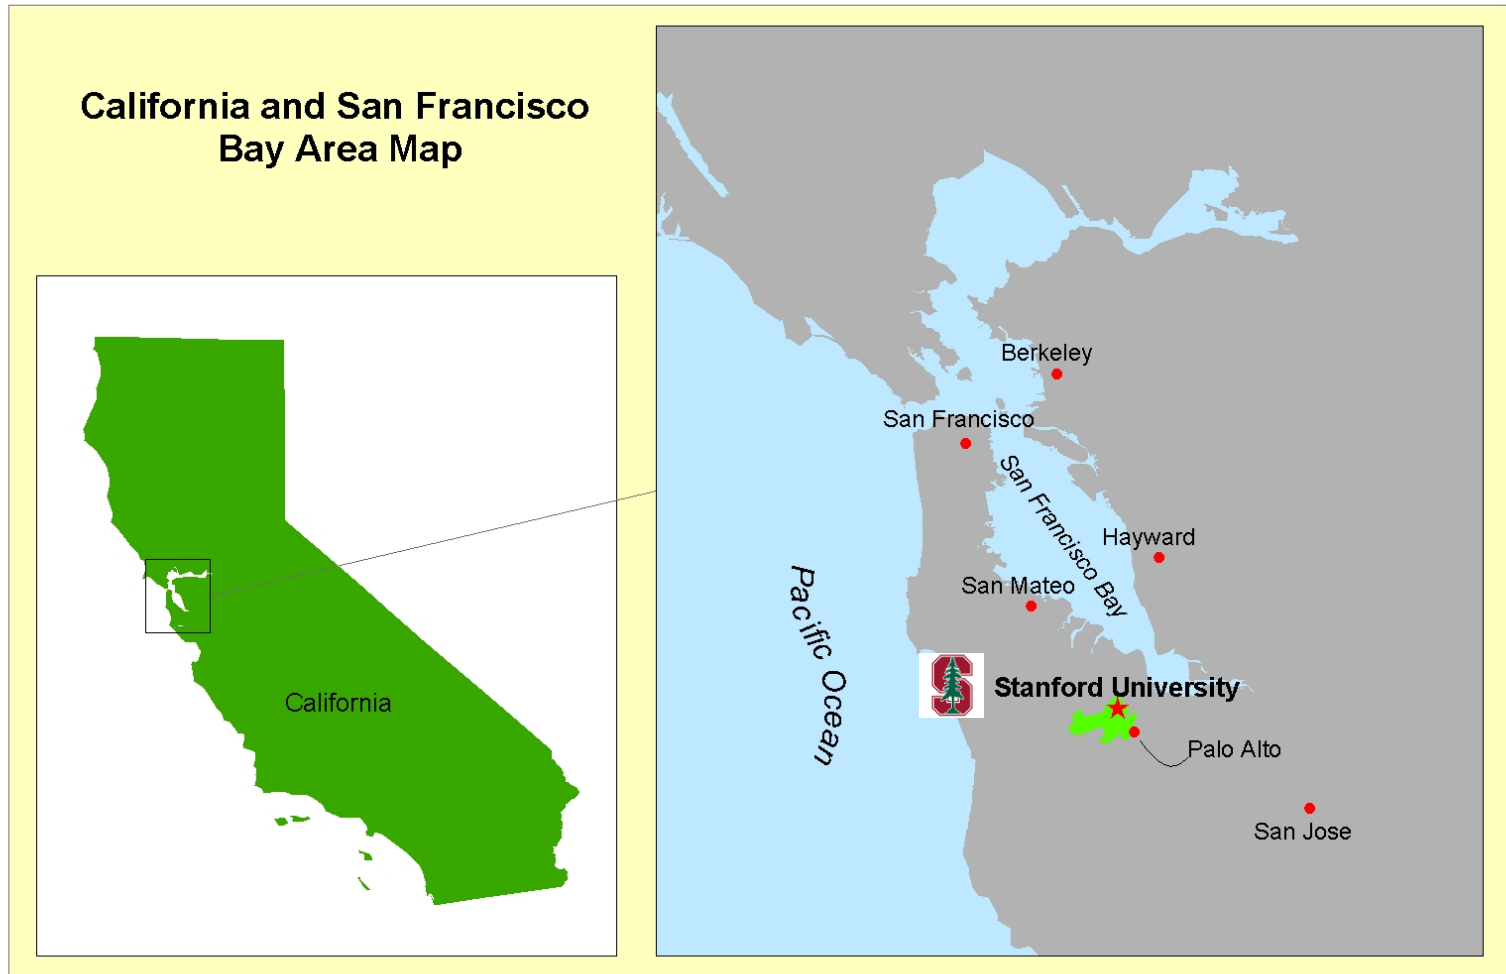 California and San Francisco
Bay Area Map
California
Berkeley
San Francisco
San Francisco Bay
Hayward
San Mateo
Pacific Ocean
S
Stanford University
Palo Alto
San Jose